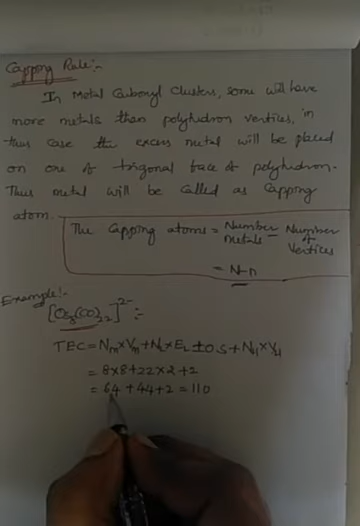 Capping Rule:-
In Metal Carbonyl Clusters, some will have
more metals than polyhedron vertices, in
this case the excess metal will be placed
on one of trigonal face of polyhedron.
This metal will be called as Capping
atom.
The Capping atoms = Number of metals - Number of Vertices
= N-n
Example:-
[Os8(CO)22]2- :-
TEC = Nm×Vm + NL×EL ± O.S + NH×VH
= 8×8+22×2+2
= 64+44+2 = 110